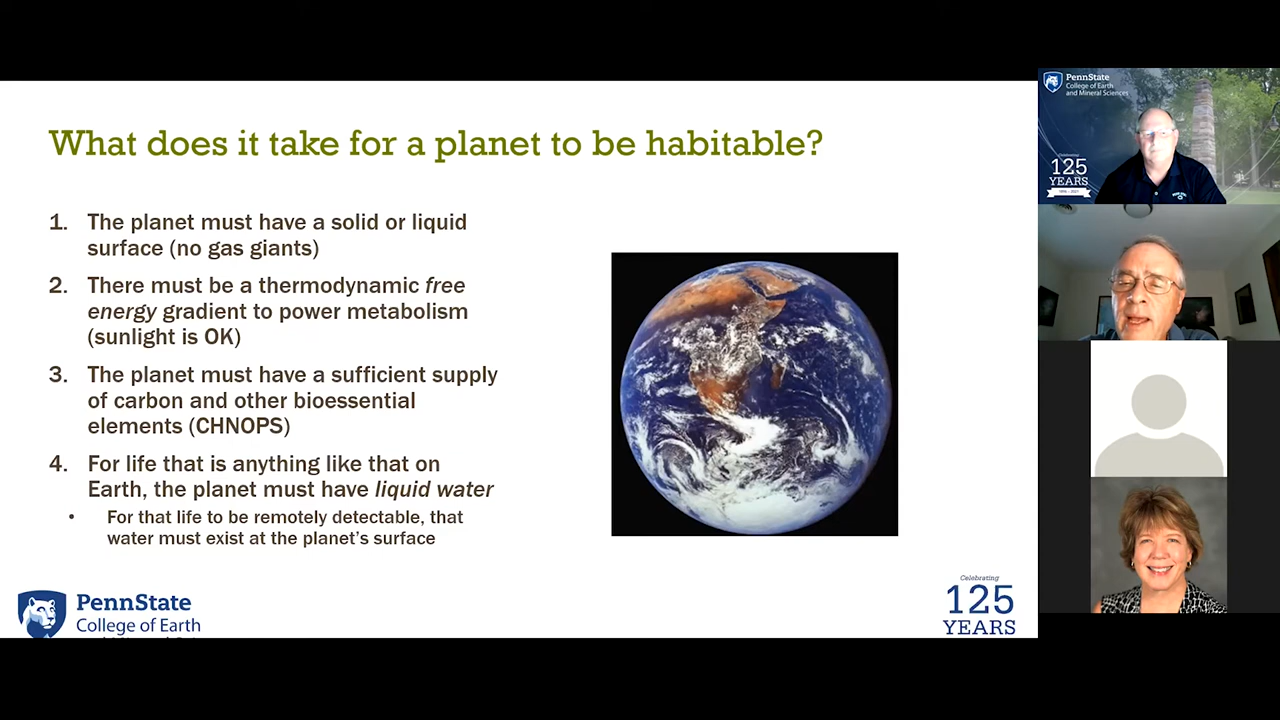 What does it take for a planet to be habitable?
1. The planet must have a solid or liquid
surface (no gas giants)
2. There must be a thermodynamic free
energy gradient to power metabolism
(sunlight is OK)
3. The planet must have a sufficient supply
of carbon and other bioessential
elements (CHNOPS)
4. For life that is anything like that on
Earth, the planet must have liquid water
• For that life to be remotely detectable, that
water must exist at the planet's surface
PennState
College of Earth
Celebrating
125
YEARS
PennState
College of Earth
and Mineral Sciences
Celebrating
125
YEARS